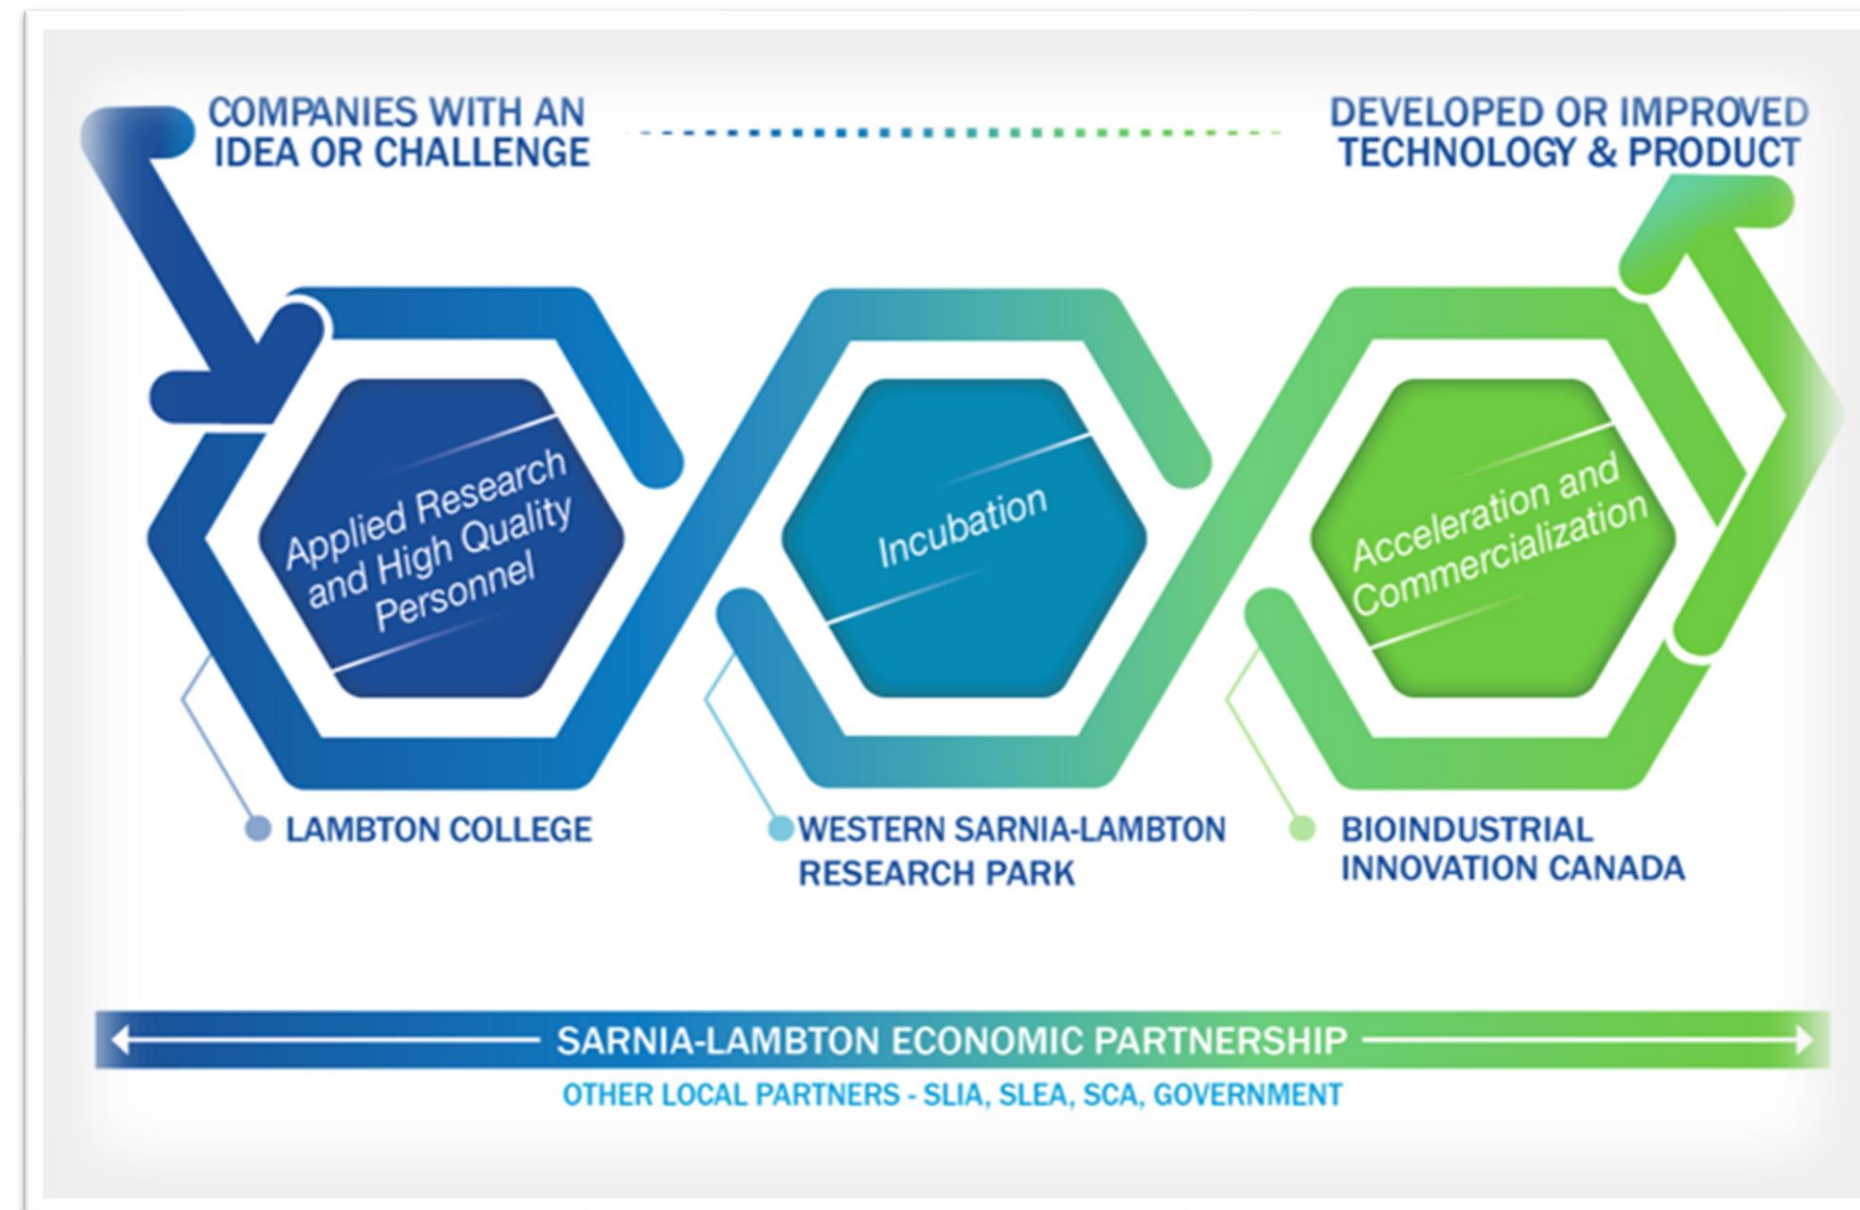 COMPANIES WITH AN
IDEA OR CHALLENGE
DEVELOPED OR IMPROVED
TECHNOLOGY & PRODUCT
Applied Research
and High Quality
Personnel
Incubation
Acceleration and
Commercialization
LAMBTON COLLEGE
WESTERN SARNIA-LAMBTON
RESEARCH PARK
BIOINDUSTRIAL
INNOVATION CANADA
SARNIA-LAMBTON ECONOMIC PARTNERSHIP
OTHER LOCAL PARTNERS - SLIA, SLEA, SCA, GOVERNMENT